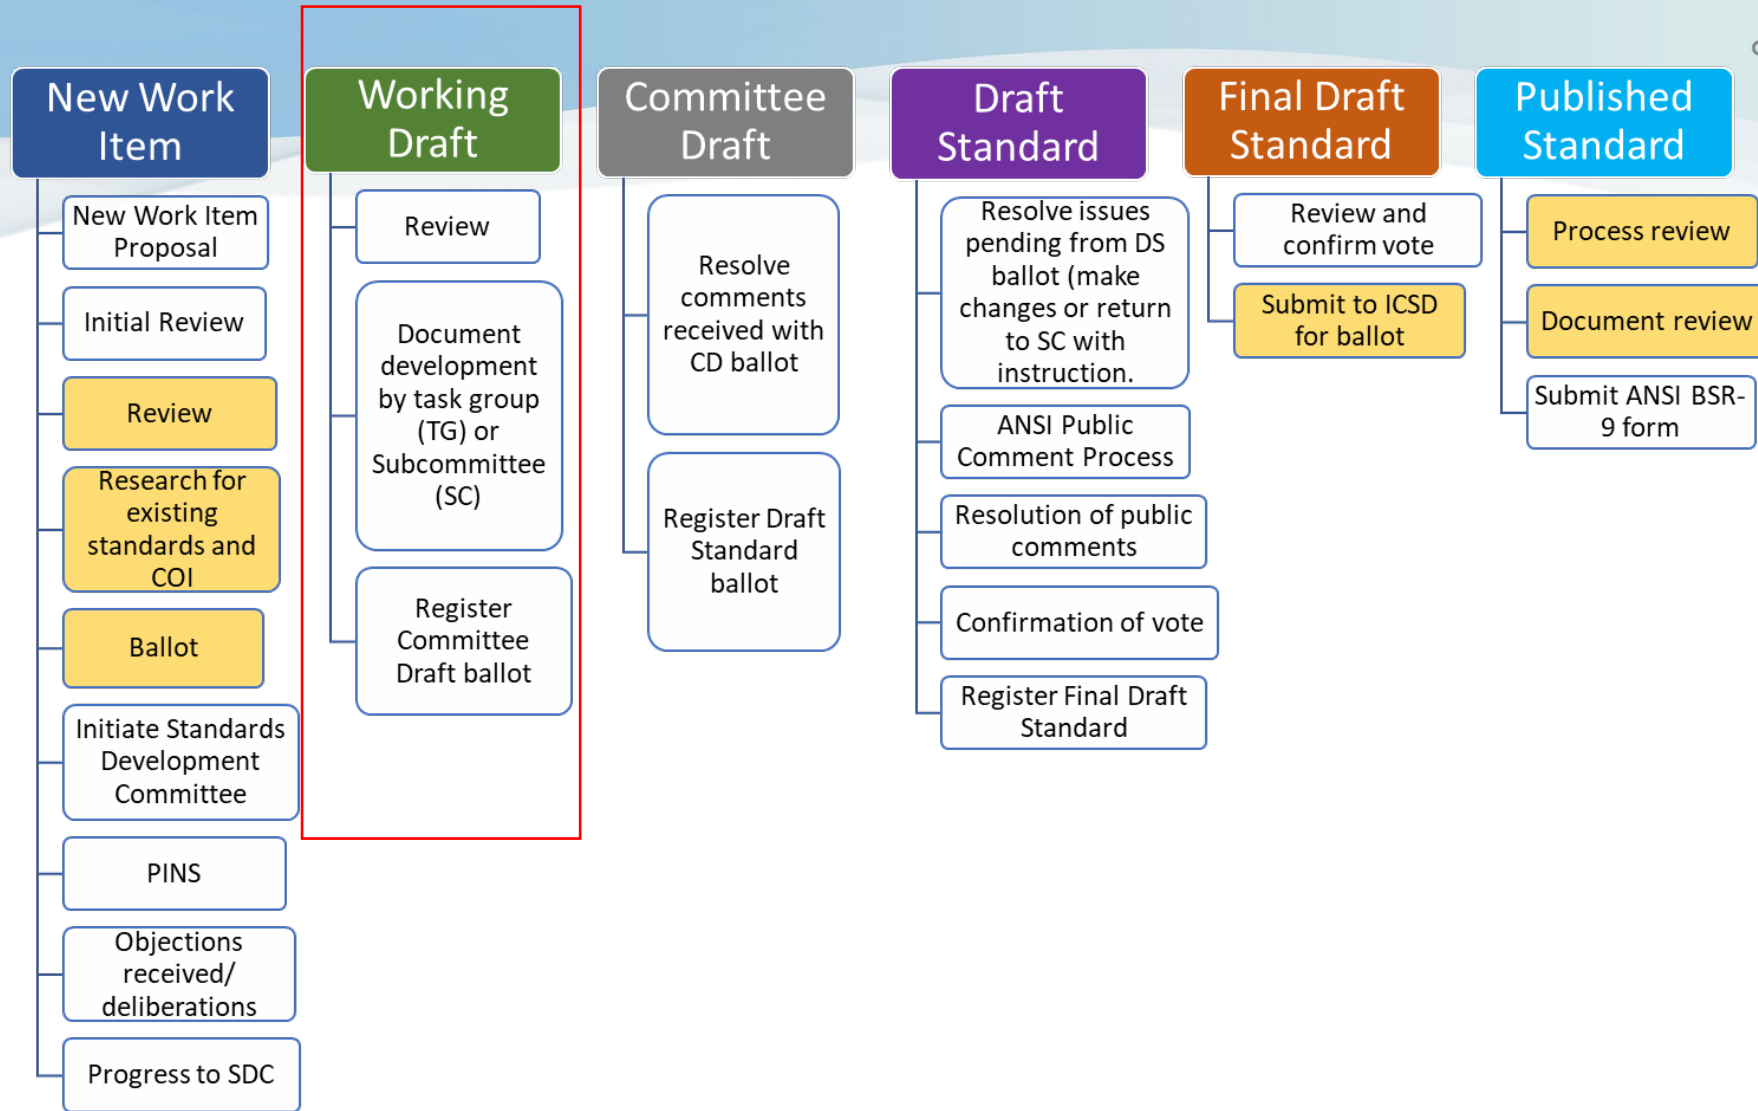 New Work
Item
New Work Item
Proposal
Initial Review
Review
Research for
existing
standards and
COI
Ballot
Initiate Standards
Development
Committee
PINS
Objections
received/
deliberations
Progress to SDC
Working
Draft
Review
Document
development
by task group
(TG) or
Subcommittee
(SC)
Register
Committee
Draft ballot
Committee
Draft
Resolve
comments
received with
CD ballot
Register Draft
Standard
ballot
Draft
Standard
Resolve issues
pending from DS
ballot (make
changes or return
to SC with
instruction.
ANSI Public
Comment Process
Resolution of public
comments
Confirmation of vote
Register Final Draft
Standard
Final Draft
Standard
Review and
confirm vote
Submit to ICSD
for ballot
Published
Standard
Process review
Document review
Submit ANSI BSR-
9 form